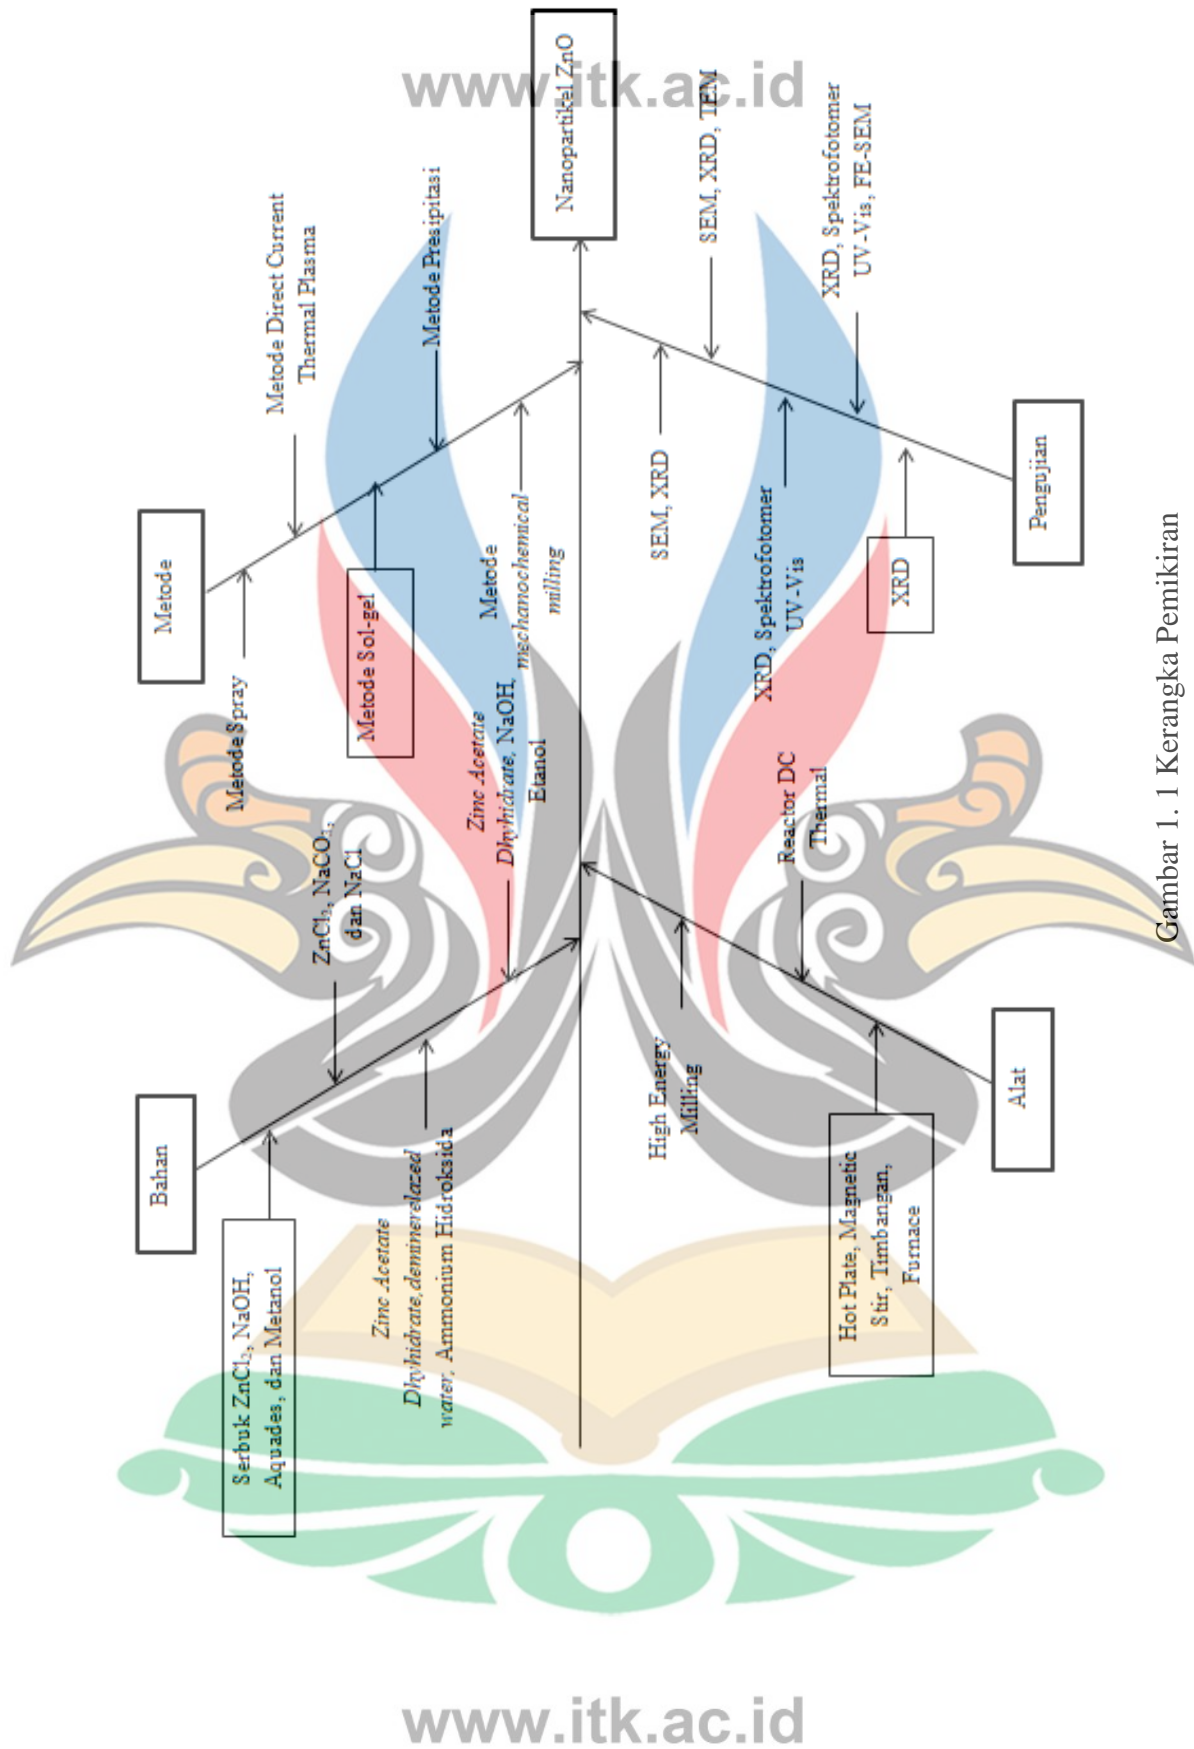 www.itk.ac.id
Bahan
Serbuk ZnCl₂, NaOH,
Aquades, dan Metanol
ZnCl₂, NaCO₃,
dan NaCl
Zinc Acetate
Dhyhidrate, deminerelazed
water, Ammonium Hidroksida
Zinc Acetate
Dhyhidrate, NaOH,
Etanol
Metode
Metode Spray
Metode Direct Current
Thermal Plasma
Metode Sol-gel
Metode Presipitasi
Metode
mechanochemical
milling
Nanopartikel ZnO
High Energy
Milling
Reactor DC
Thermal
Hot Plate, Magnetic
Stir, Timbangan,
Furnace
Alat
SEM, XRD
SEM, XRD, TEM
XRD, Spektrofotomer
UV-Vis
XRD, Spektrofotomer
UV-Vis, FE-SEM
XRD
Pengujian
Gambar 1. 1 Kerangka Pemikiran
www.itk.ac.id